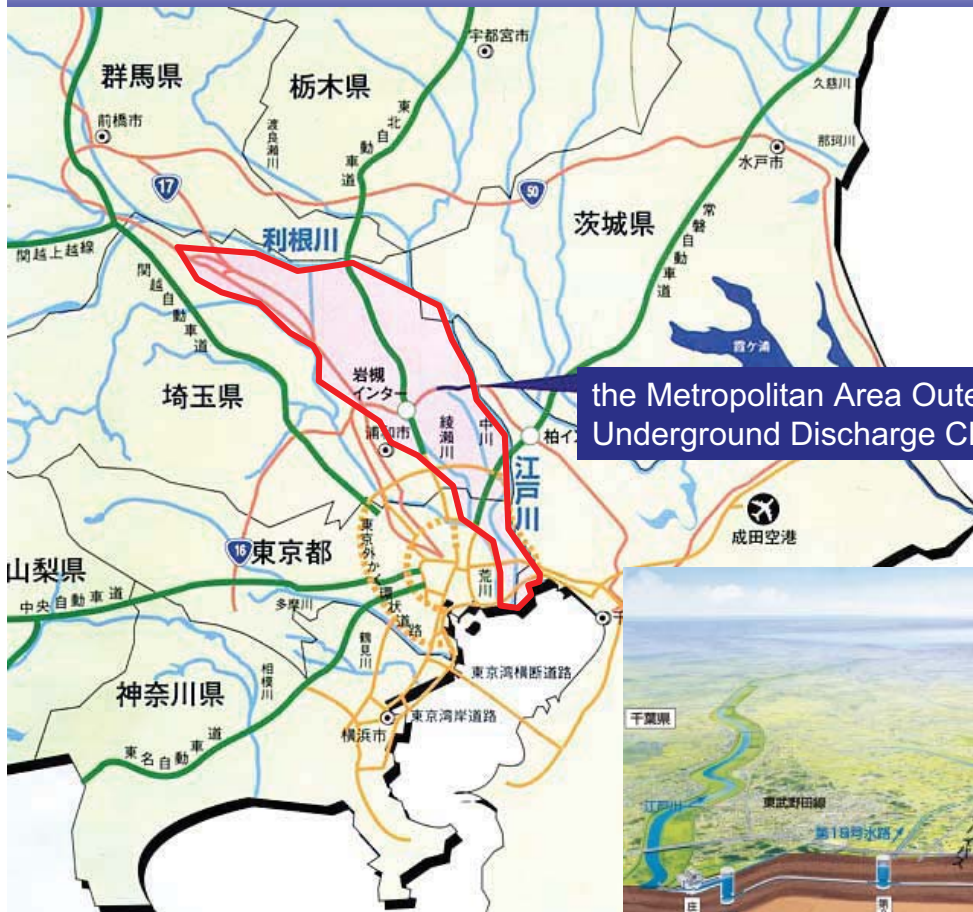 宇都宮市
群馬県
栃木県
久慈川
前橋市
渡良瀬川
東北自動車道
那珂川
水戸市
17
50
茨城県
常磐自動車道
利根川
関越上越線
関越自動車道
霞ヶ浦
岩槻
インター
埼玉県
the Metropolitan Area Oute
Underground Discharge C
浦和市
綾瀬川
中川
柏イン
江戸川
成田空港
16
東京都
東京外かく環状道路
荒川
山梨県
中央自動車道
多摩川
鶴見川
相模川
東京湾横断道路
神奈川県
東京湾岸道路
横浜市
東名自動車道
千葉県
江戸川
東武野田線
第18号水路
庄
第